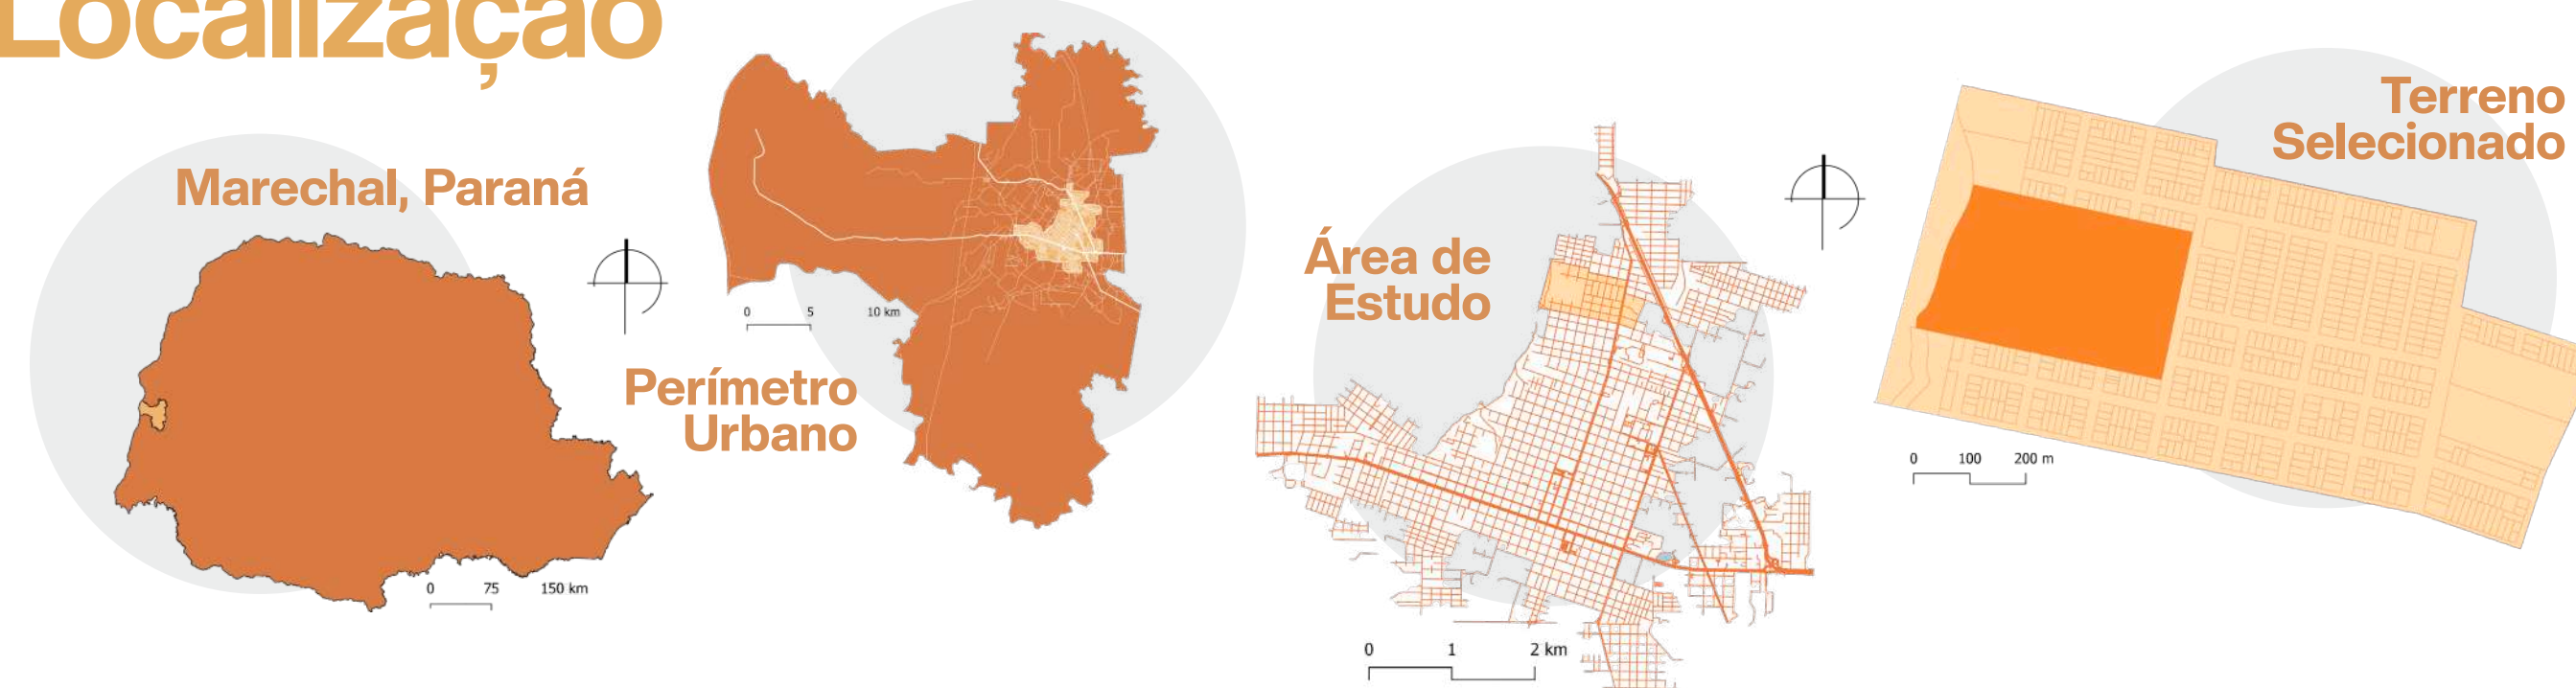 Localização
Marechal, Paraná
0 75 150 km
Perímetro
Urbano
0 5 10 km
Área de
Estudo
0 1 2 km
Terreno
Selecionado
0 100 200 m